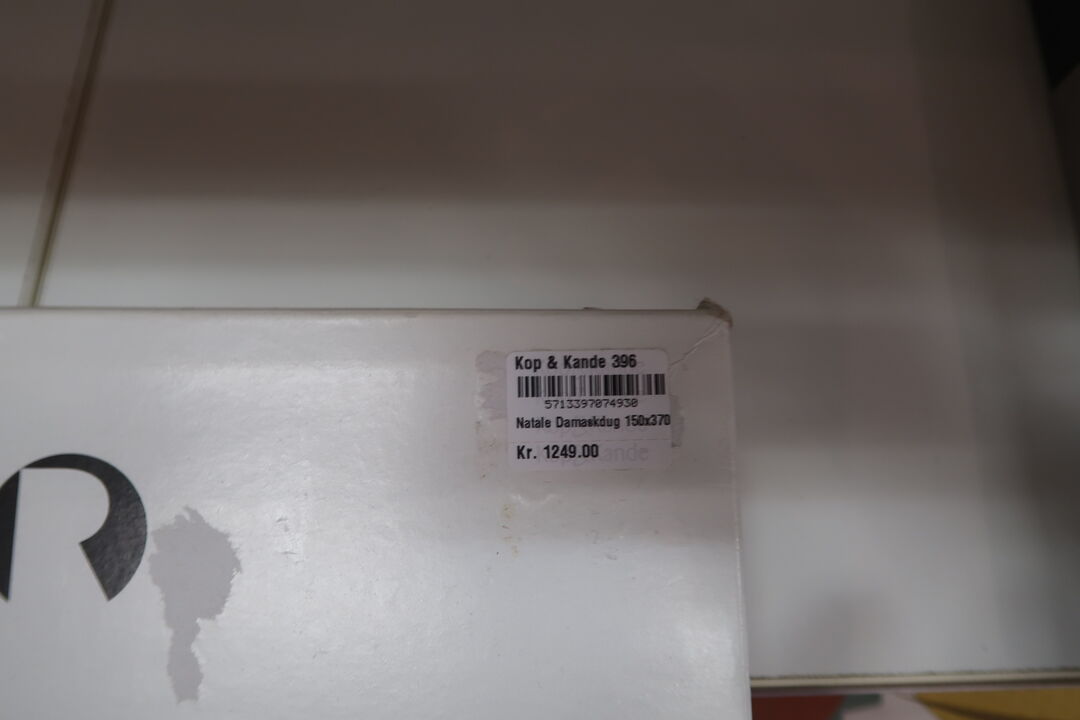 Kop & Kande 396
5713397074930
Natale Damaskdug 150x370
Kr. 1249.00